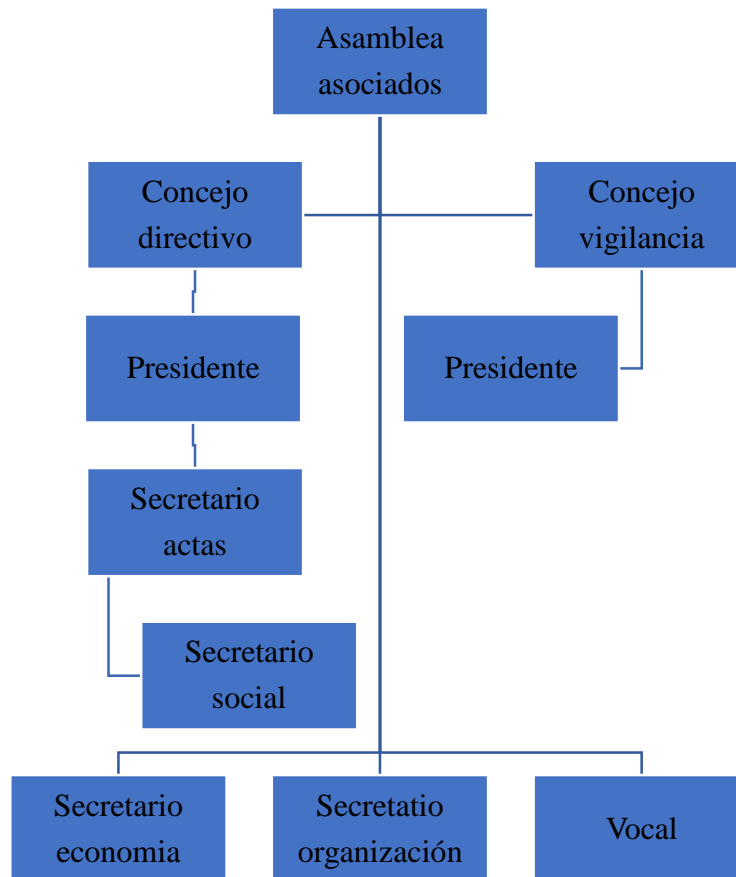 Asamblea
asociados
Concejo
directivo
Concejo
vigilancia
Presidente
Presidente
Secretario
actas
Secretario
social
Secretario
economia
Secretatio
organización
Vocal